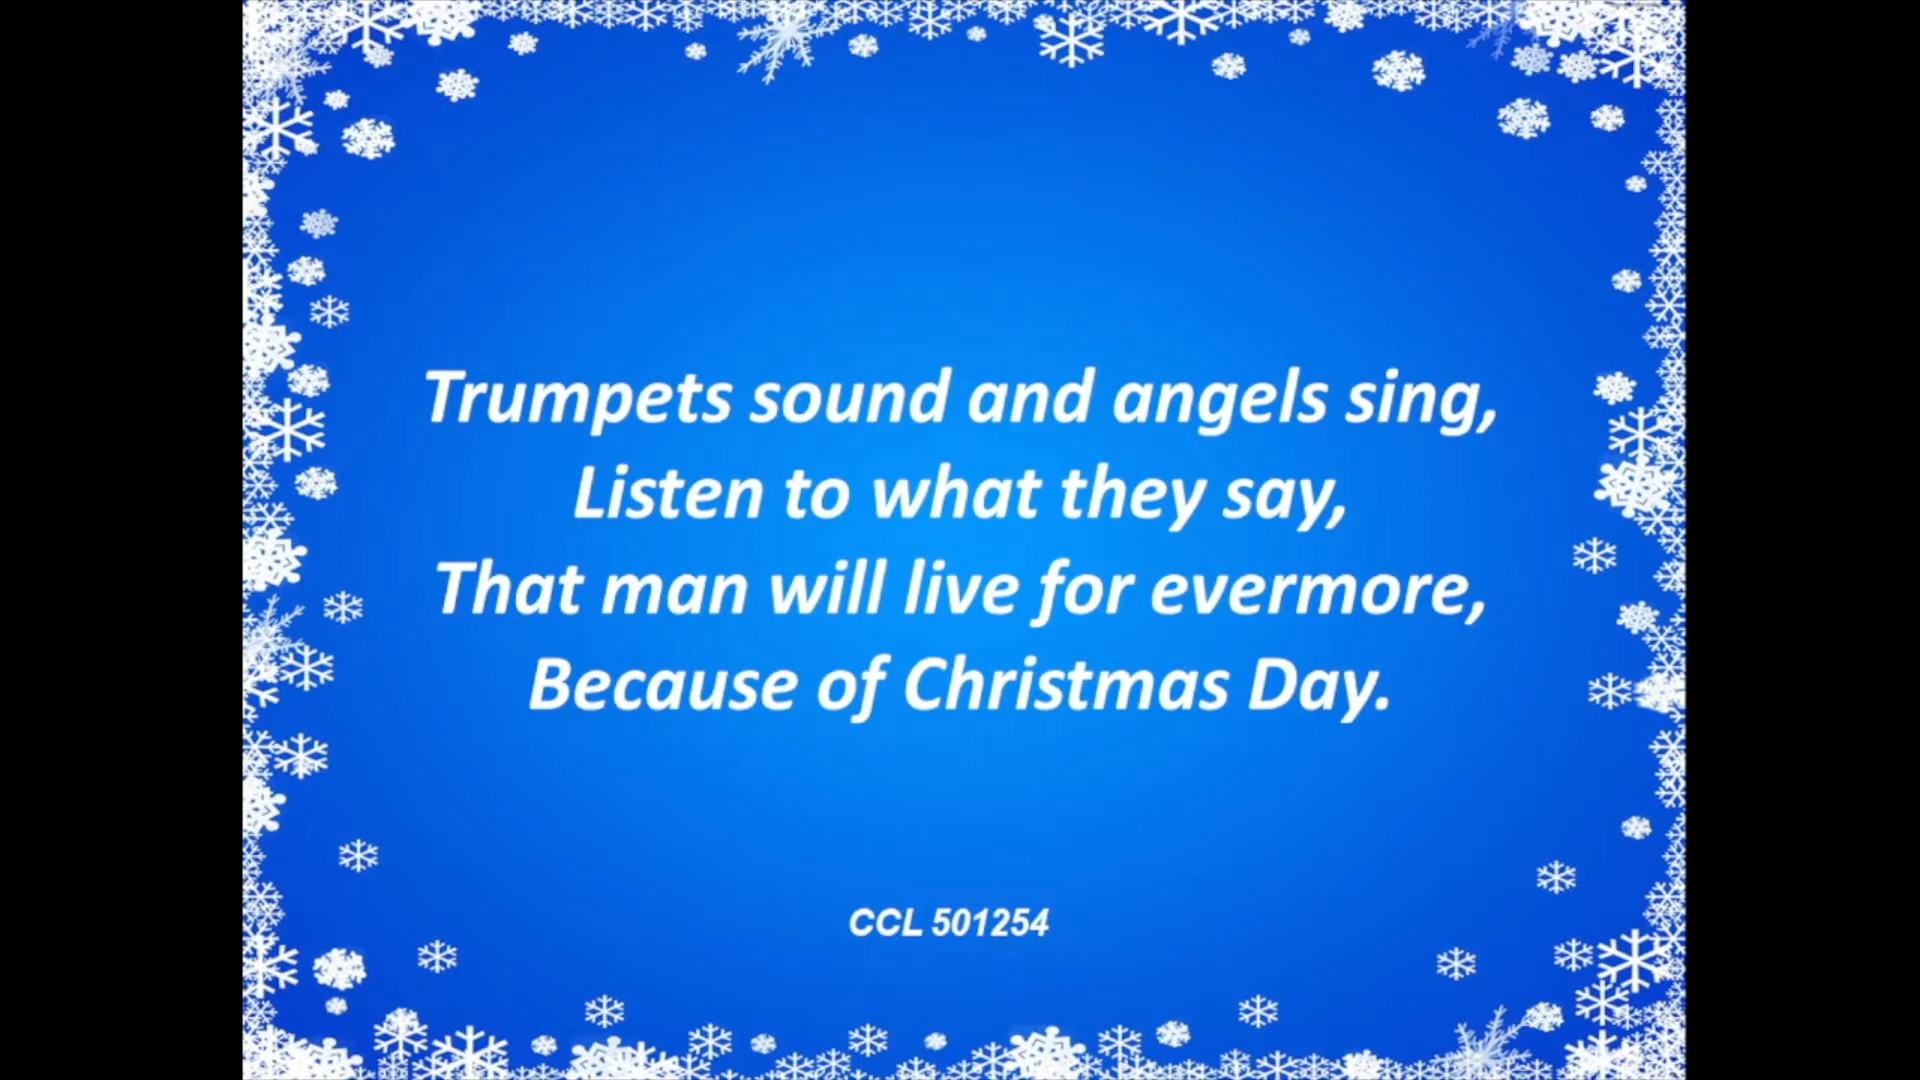 Trumpets sound and angels sing,
Listen to what they say,
That man will live for evermore,
Because of Christmas Day.
CCL 501254